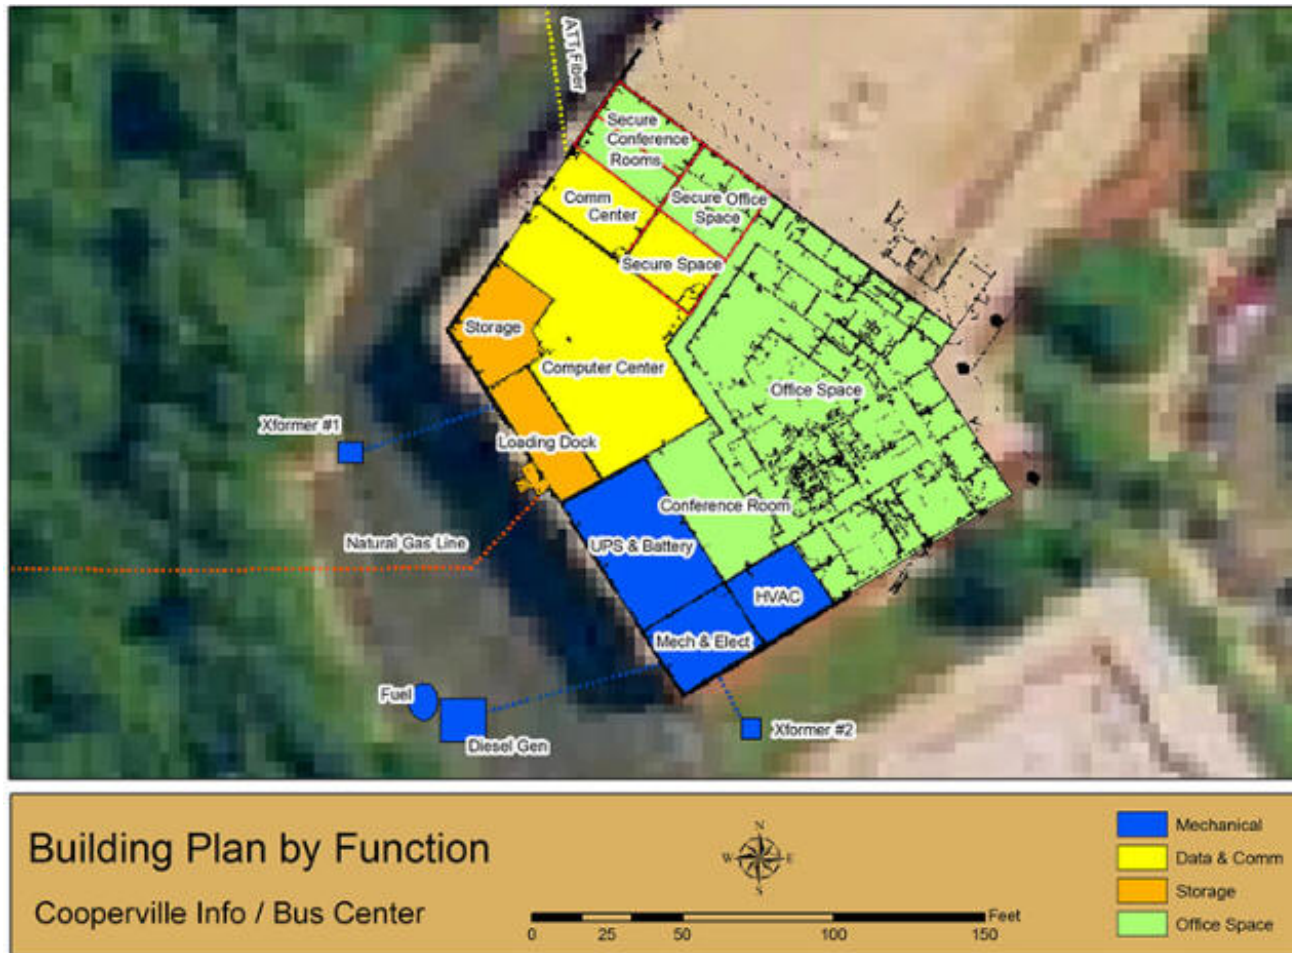 ATT Fiber
Secure
Conference
Rooms
Comm
Center
Secure Office
Space
Secure Space
Storage
Computer Center
Office Space
Xformer #1
Loading Dock
Conference Room
Natural Gas Line
UPS & Battery
HVAC
Mech & Elect
Fuel
Diesel Gen
Xformer #2
Building Plan by Function
Cooperville Info / Bus Center
N
W E
S
Feet
0 25 50 100 150
Mechanical
Data & Comm
Storage
Office Space